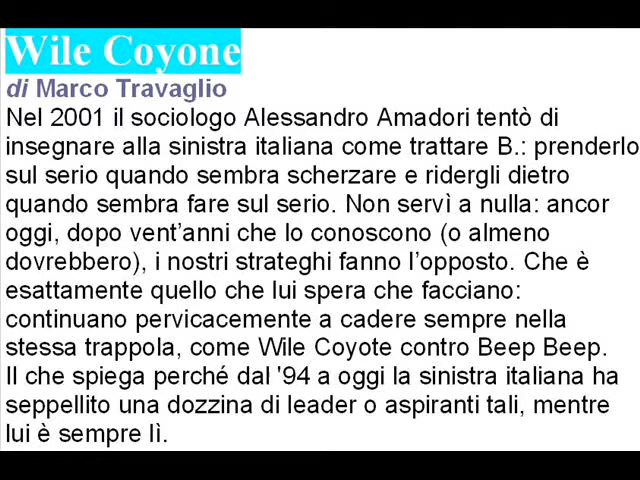 Wile Coyone
di Marco Travaglio
Nel 2001 il sociologo Alessandro Amadori tentò di
insegnare alla sinistra italiana come trattare B.: prenderlo
sul serio quando sembra scherzare e ridergli dietro
quando sembra fare sul serio. Non servì a nulla: ancor
oggi, dopo vent’anni che lo conoscono (o almeno
dovrebbero), i nostri strateghi fanno l’opposto. Che è
esattamente quello che lui spera che facciano:
continuano pervicacemente a cadere sempre nella
stessa trappola, come Wile Coyote contro Beep Beep.
Il che spiega perché dal '94 a oggi la sinistra italiana ha
seppellito una dozzina di leader o aspiranti tali, mentre
lui è sempre lì.